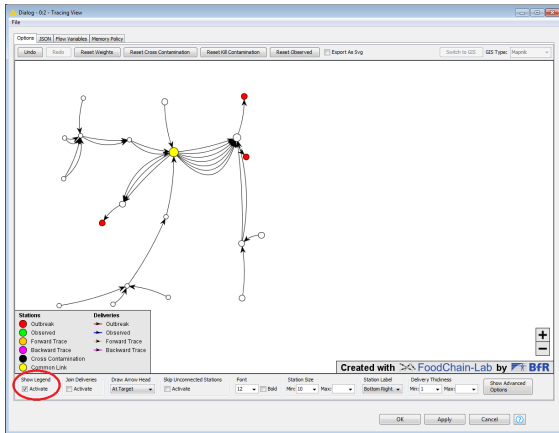 Dialog - 0:2 - Tracing View
File
Options JSON Flow Variables Memory Policy
Undo Redo Reset Weights Reset Cross Contamination Reset Kill Contamination Reset Observed Export As Svg Switch to GIS GIS Type: Mapnik
Stations Deliveries
Outbreak Outbreak
Observed Observed
Forward Trace Forward Trace
Backward Trace Backward Trace
Cross Contamination
Common Link
+
−
Created with FoodChain-Lab by BfR
Show Legend Join Deliveries Draw Arrow Head Skip Unconnected Stations Font Station Size Station Label Delivery Thickness
Activate Activate At Target Activate 12 Bold Min: 10 Max: Bottom Right Min: 1 Max: Show Advanced Options
OK Apply Cancel ?